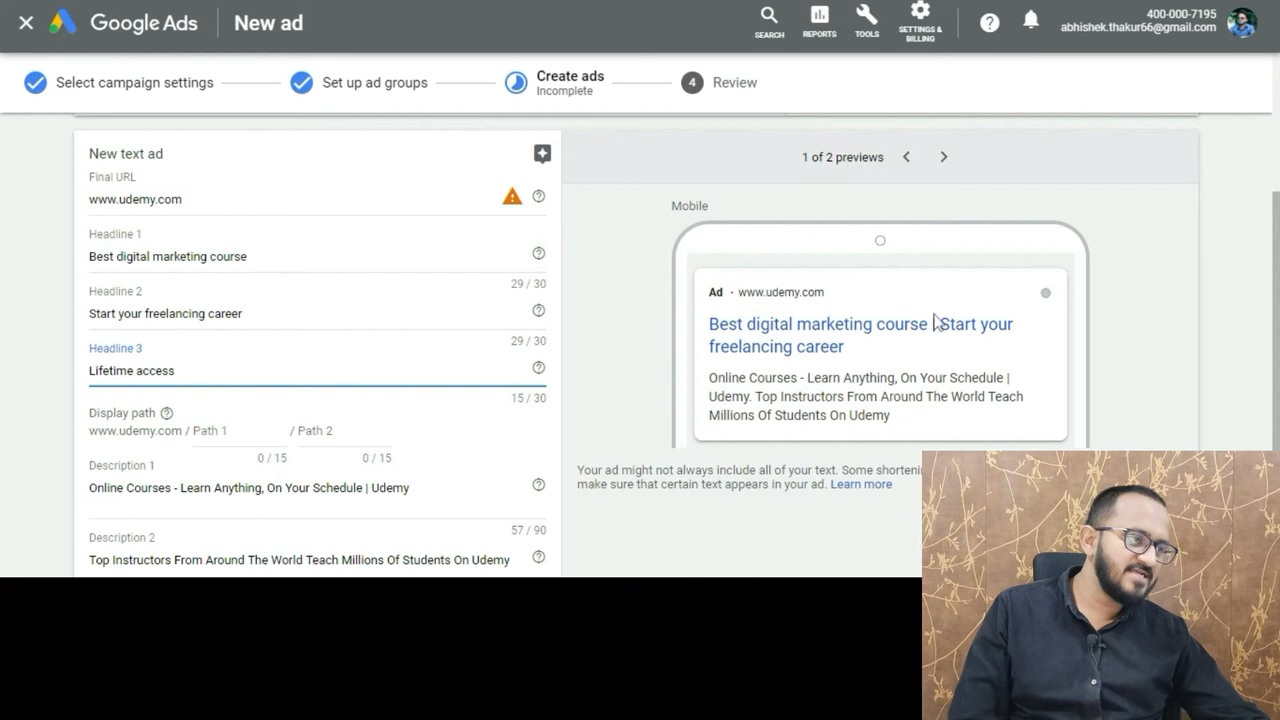 Google Ads
New ad
SEARCH
REPORTS
TOOLS
SETTINGS &
BILLING
400-000-7195
abhishek.thakur66@gmail.com
Select campaign settings
Set up ad groups
Create ads
Incomplete
4
Review
New text ad
Final URL
www.udemy.com
Headline 1
Best digital marketing course
29 / 30
Headline 2
Start your freelancing career
29 / 30
Headline 3
Lifetime access
15 / 30
Display path
www.udemy.com / Path 1 / Path 2
0 / 15 0 / 15
Description 1
Online Courses - Learn Anything, On Your Schedule | Udemy
57 / 90
Description 2
Top Instructors From Around The World Teach Millions Of Students On Udemy
1 of 2 previews
Mobile
Ad · www.udemy.com
Best digital marketing course | Start your
freelancing career
Online Courses - Learn Anything, On Your Schedule |
Udemy. Top Instructors From Around The World Teach
Millions Of Students On Udemy
Your ad might not always include all of your text. Some
make sure that certain text appears in your ad. Learn more